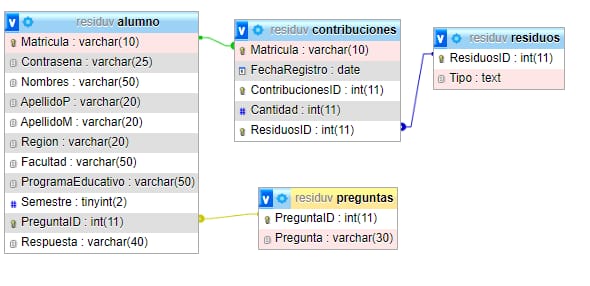 residuv alumno
Matricula : varchar(10)
Contrasena : varchar(25)
Nombres : varchar(50)
ApellidoP : varchar(20)
ApellidoM : varchar(20)
Region : varchar(20)
Facultad : varchar(50)
ProgramaEducativo : varchar(50)
Semestre : tinyint(2)
PreguntaID : int(11)
Respuesta : varchar(40)
residuv contribuciones
Matricula : varchar(10)
FechaRegistro : date
ContribucionesID : int(11)
Cantidad : int(11)
ResiduosID : int(11)
residuv residuos
ResiduosID : int(11)
Tipo : text
residuv preguntas
PreguntaID : int(11)
Pregunta : varchar(30)